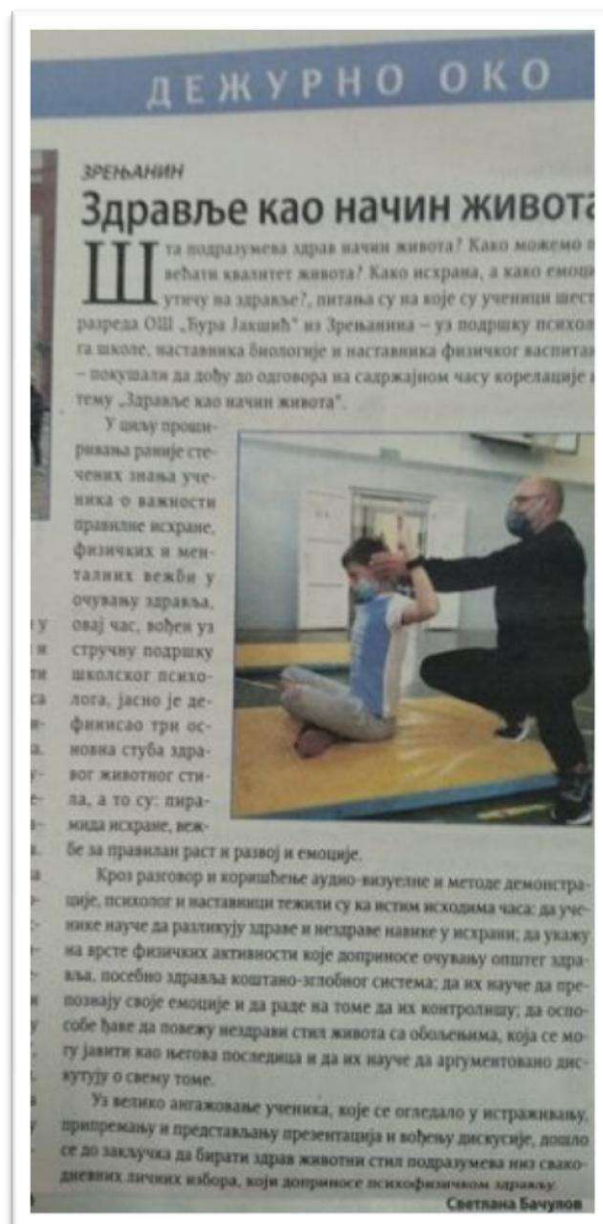 ДЕЖУРНО ОКО
ЗРЕЊАНИН
Здравље као начин живота
Шта подразумева здрав начин живота? Како можемо п
већати квалитет живота? Како исхрана, а како емоци
утичу на здравље?, питања су на које су ученици шест
разреда ОШ „Ђура Јакшић“ из Зрењанина – уз подршку психол
га школе, наставника биологије и наставника физичког васпита
– покушали да дођу до одговора на садржајном часу корелације
тему „Здравље као начин живота“.
У циљу проши-
ривања раније сте-
чених знања уче-
ника о важности
правилне исхране,
физичких и мен-
талних вежби у
очувању здравља,
овај час, вођен уз
стручну подршку
школског психо-
лога, јасно је де-
финисао три ос-
новна стуба здра-
вог животног сти-
ла, а то су: пира-
мида исхране, веж-
бе за правилан раст и развој и емоције.
Кроз разговор и коришћење аудио-визуелне и методе демонстра-
ције, психолог и наставници тежили су ка истим исходима часа: да уче-
нике науче да разликују здраве и нездраве навике у исхрани; да укажу
на врсте физичких активности које доприносе очувању општег здра-
вља, посебно здравља коштано-зглобног система; да их науче да пре-
познају своје емоције и да раде на томе да их контролишу; да оспо-
собе ђаке да повежу нездрави стил живота са обољењима, која се мо-
гу јавити као његова последица и да их науче да аргументовано дис-
кутују о свему томе.
Уз велико ангажовање ученика, које се огледало у истраживању,
припремању и представљању презентација и вођењу дискусије, дошло
се до закључка да бирати здрав животни стил подразумева низ свако-
дневних личних избора, који доприносе психофизичком здрављу.
Светлана Бачулов